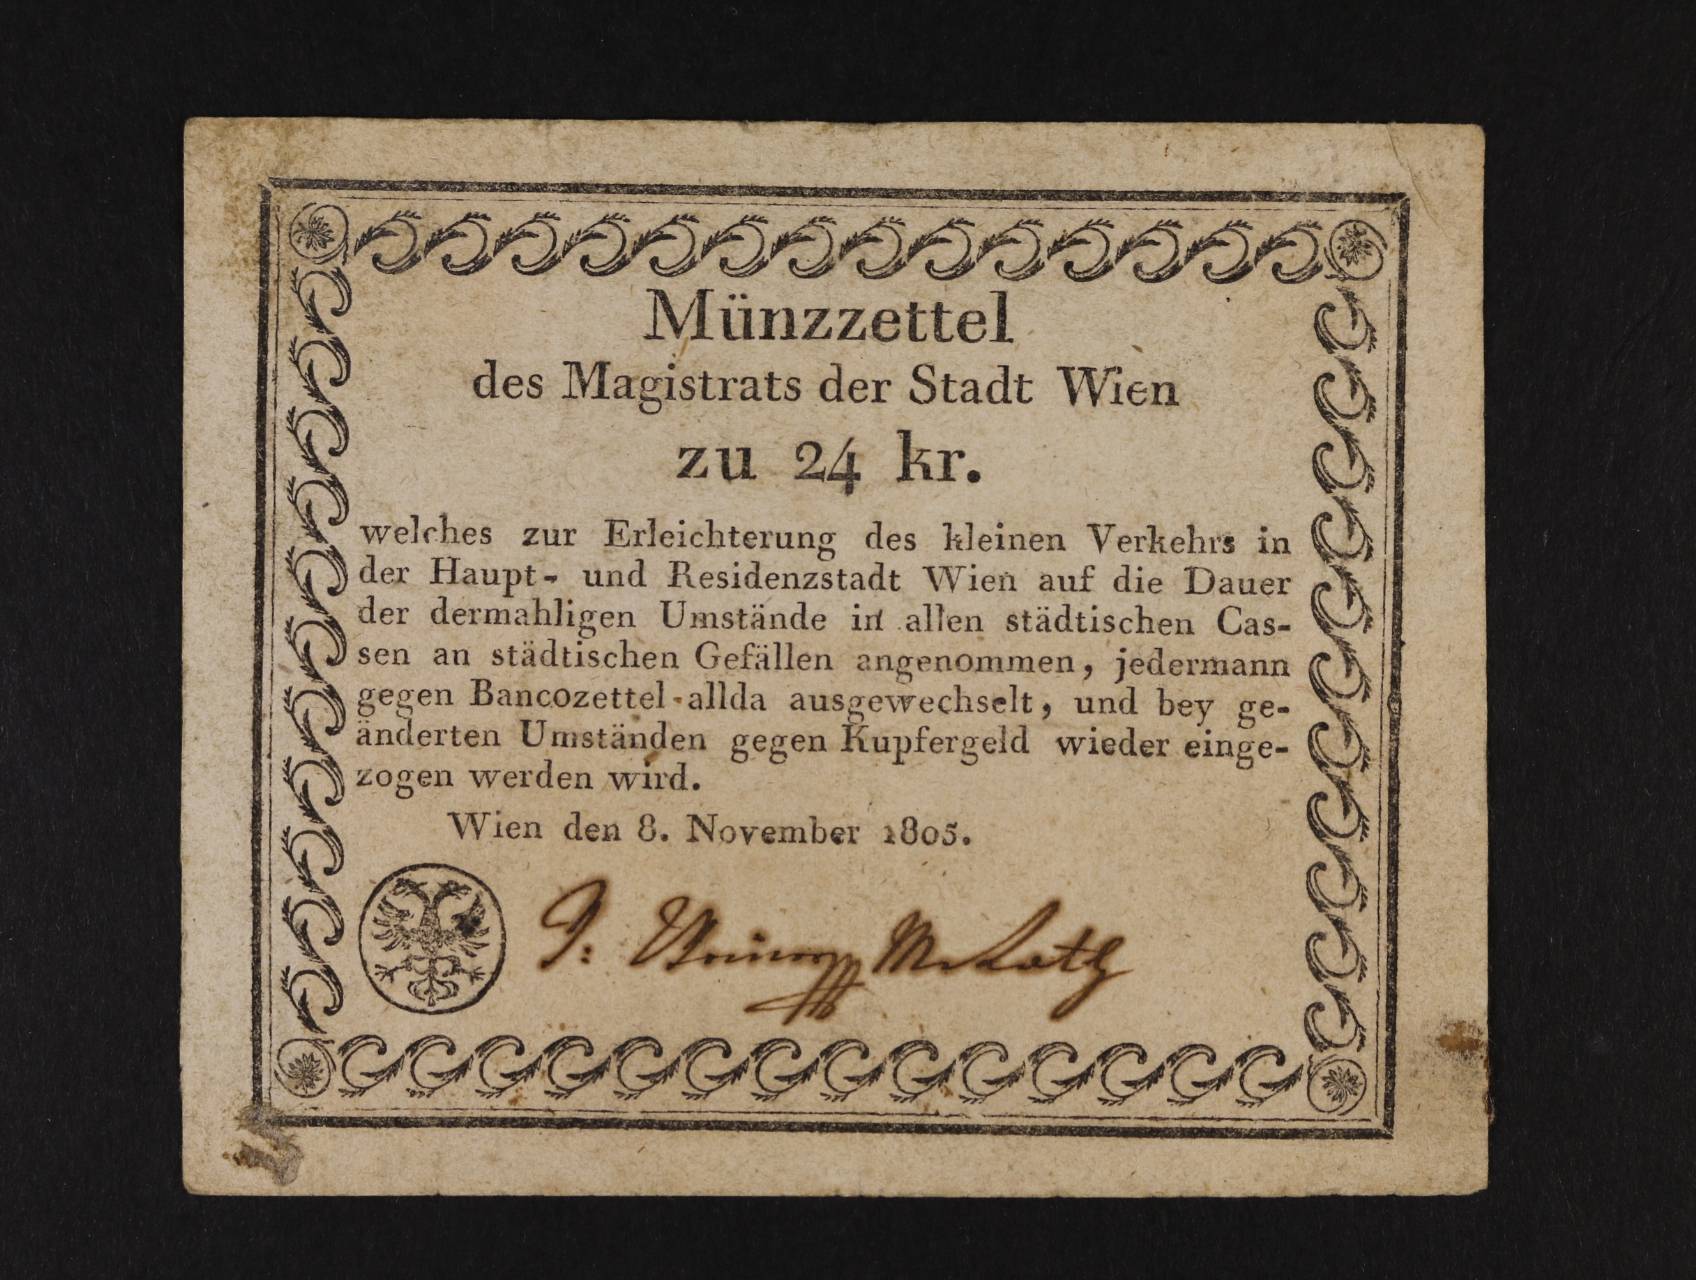 Münzzettel
des Magistrats der Stadt Wien
zu 24 kr.
welches zur Erleichterung des kleinen Verkehrs in
der Haupt- und Residenzstadt Wien auf die Dauer
der dermahligen Umstände in allen städtischen Cas-
sen an städtischen Gefällen angenommen, jedermann
gegen Bancozettel allda ausgewechselt, und bey ge-
änderten Umständen gegen Kupfergeld wieder einge-
zogen werden wird.
Wien den 8. November 1805.